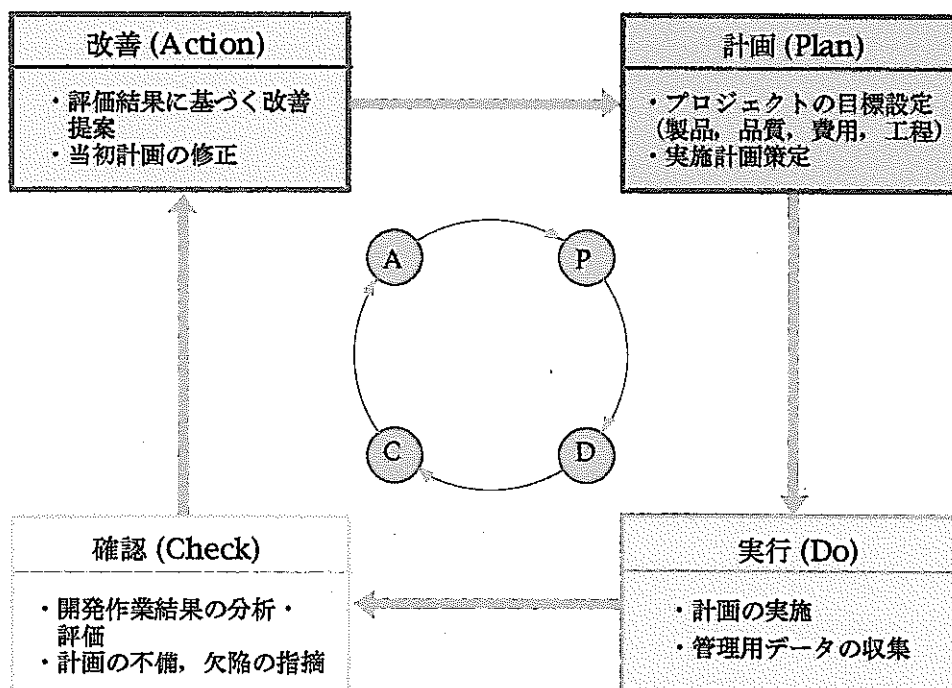 改善 (Action)
・評価結果に基づく改善
提案
・当初計画の修正
計画 (Plan)
・プロジェクトの目標設定
(製品，品質，費用，工程)
・実施計画策定
A
P
C
D
確認 (Check)
・開発作業結果の分析・
評価
・計画の不備，欠陥の指摘
実行 (Do)
・計画の実施
・管理用データの収集